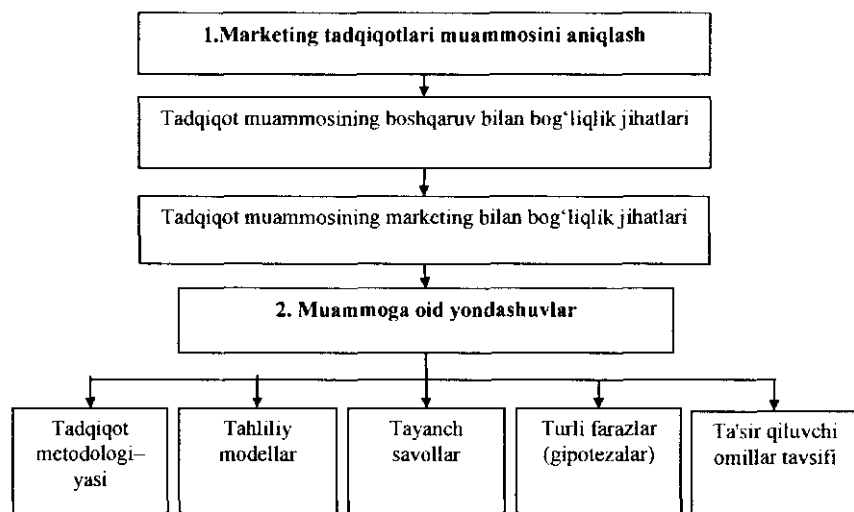 1.Marketing tadqiqotlari muammosini aniqlash
Tadqiqot muammosining boshqaruv bilan bog‘liqlik jihatlari
Tadqiqot muammosining marketing bilan bog‘liqlik jihatlari
2. Muammoga oid yondashuvlar
Tadqiqot
metodologi–
yasi
Tahliliy
modellar
Tayanch
savollar
Turli farazlar
(gipotezalar)
Ta'sir qiluvchi
omillar tavsifi